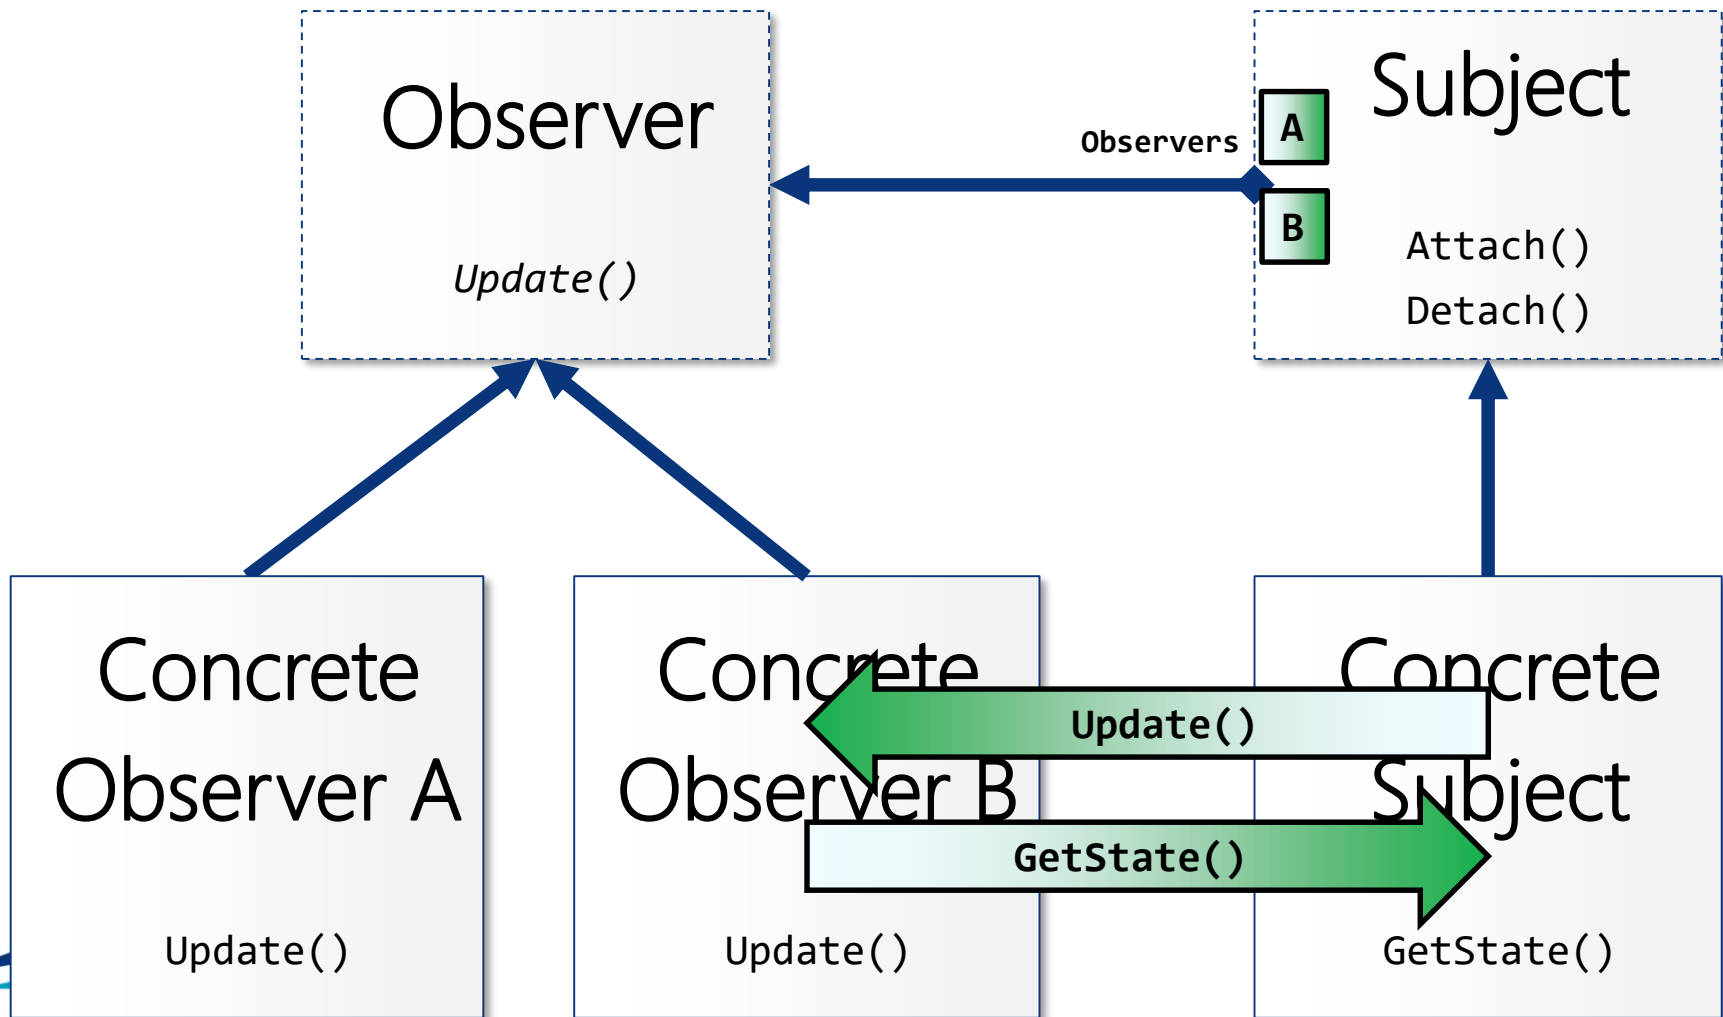 Observer
Update()
Observers
A
B
Subject
Attach()
Detach()
Concrete
Observer A
Update()
Concrete
Observer B
Update()
Update()
GetState()
Concrete
Subject
GetState()